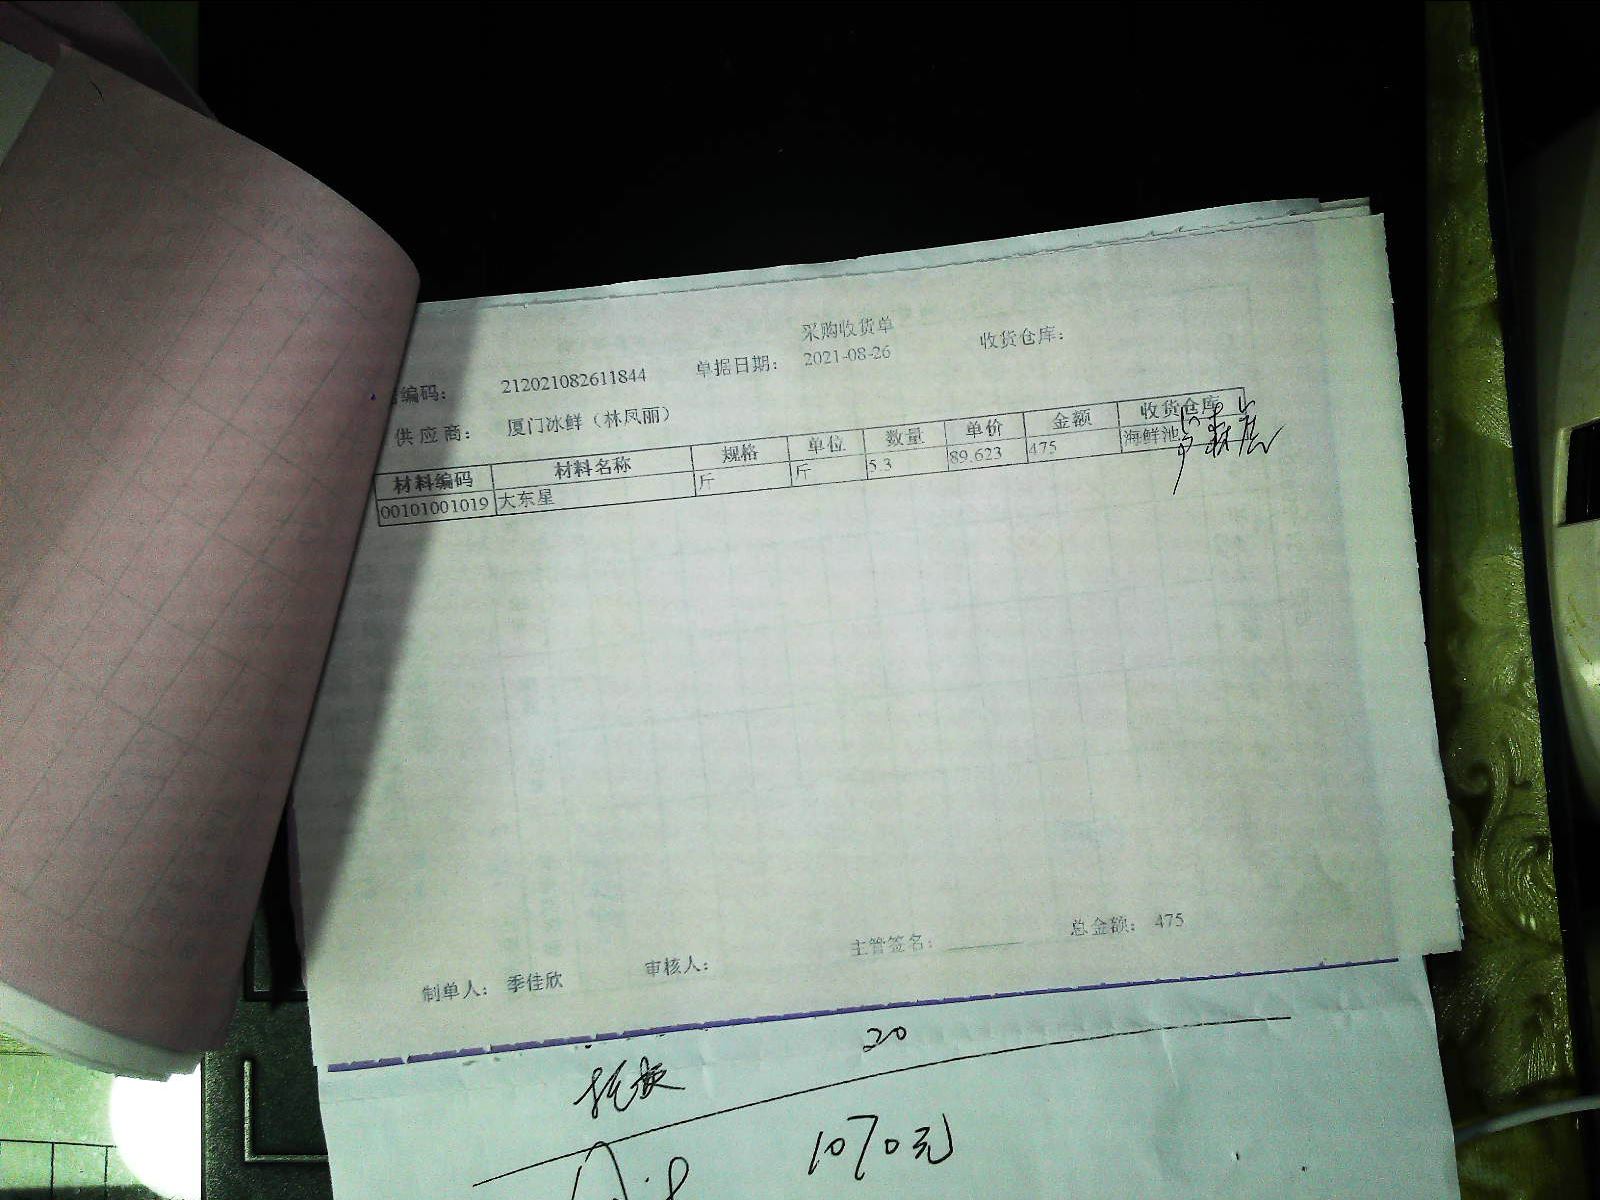 采购收货单
编码： 212021082611844 单据日期： 2021-08-26 收货仓库：
供应商： 厦门冰鲜（林凤丽）
材料编码 材料名称 规格 单位 数量 单价 金额 收货仓库
00101001019 大东星 斤 斤 5.3 89.623 475 海鲜池
制单人： 季佳欣 审核人： 主管签名： 总金额： 475
20
1070元